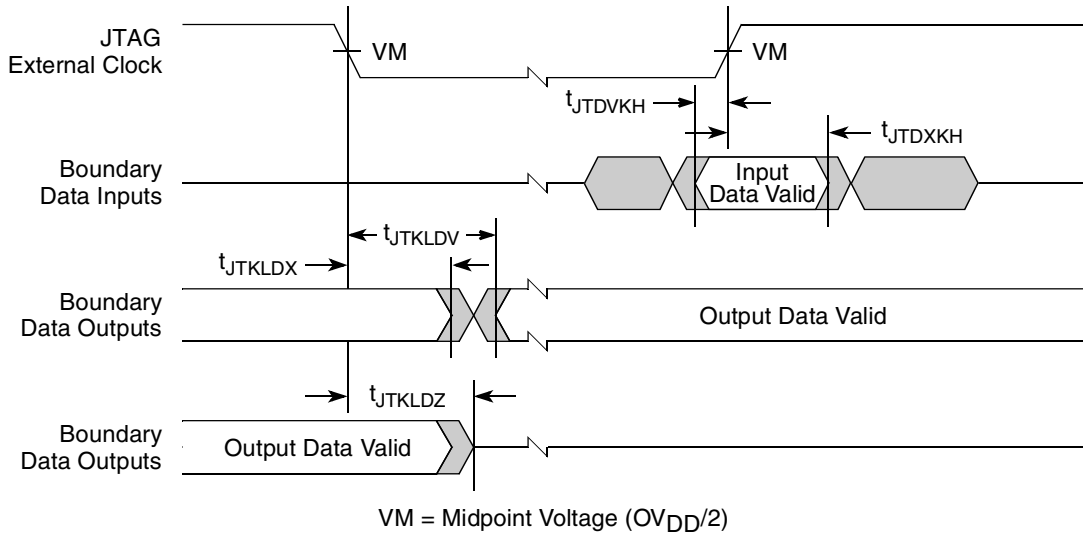 JTAG
External Clock
VM
VM
tJTDVKH
tJTDXKH
Boundary
Data Inputs
Input
Data Valid
tJTKLDV
tJTKLDX
Boundary
Data Outputs
Output Data Valid
tJTKLDZ
Boundary
Data Outputs
Output Data Valid
VM = Midpoint Voltage (OVDD/2)